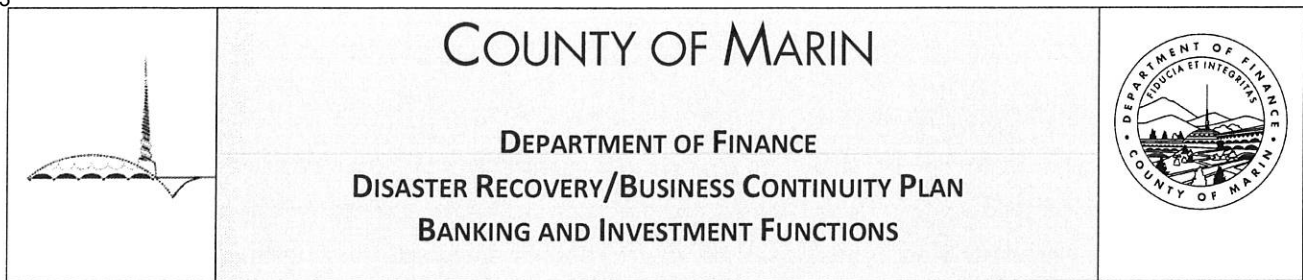 COUNTY OF MARIN
DEPARTMENT OF FINANCE
DISASTER RECOVERY/BUSINESS CONTINUITY PLAN
BANKING AND INVESTMENT FUNCTIONS
DEPARTMENT OF FINANCE
FIDUCIA ET INTEGRITAS
COUNTY OF MARIN